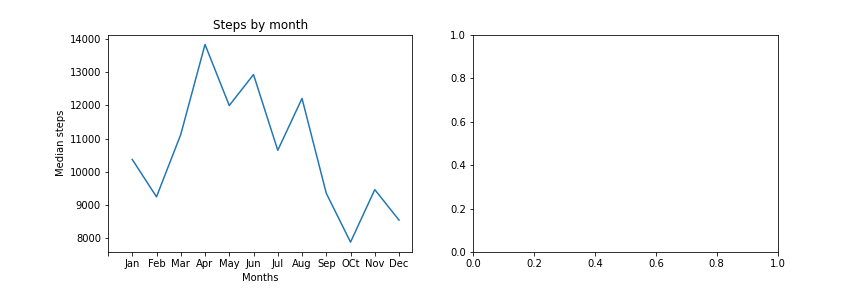 Steps by month
14000
13000
12000
11000
10000
9000
8000
Median steps
Jan Feb Mar Apr May Jun Jul Aug Sep OCt Nov Dec
Months
1.0
0.8
0.6
0.4
0.2
0.0
0.0 0.2 0.4 0.6 0.8 1.0